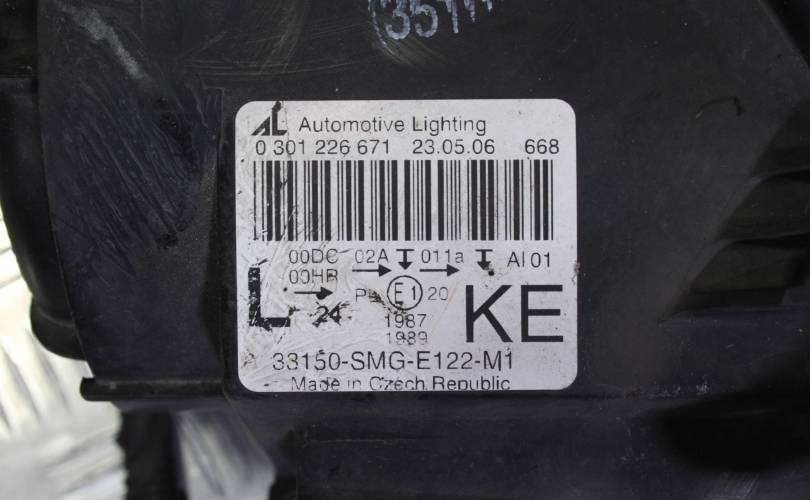 AL Automotive Lighting
0 301 226 671 23.05.06 668
00DC 02A 011a AI 01
00HR
L E1 20 KE
24
1987
1989
33150-SMG-E122-M1
Made in Czech Republic